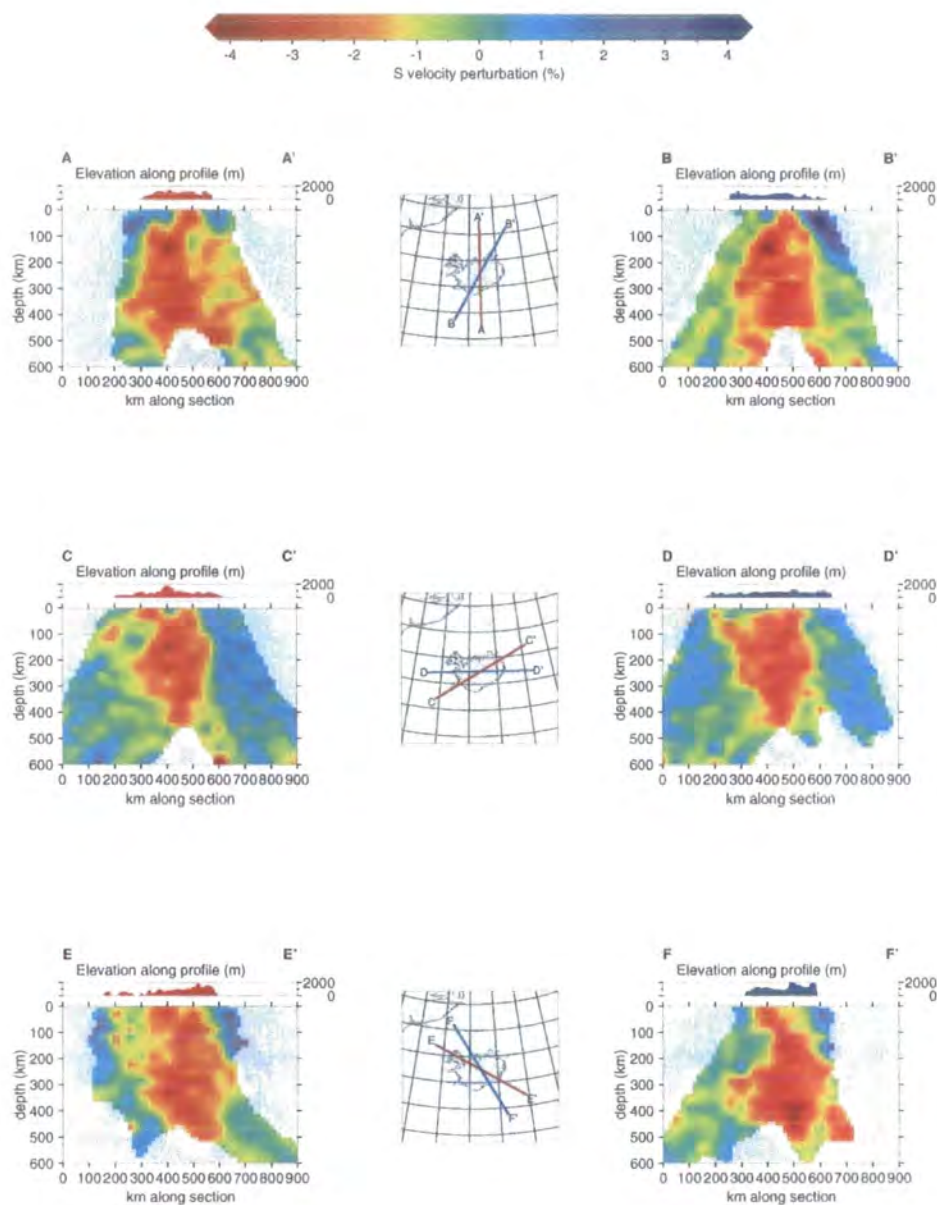 -4 -3 -2 -1 0 1 2 3 4
S velocity perturbation (%)
A A'
Elevation along profile (m)
2000
0
0
100
200
300
400
500
600
depth (km)
0 100 200 300 400 500 600 700 800 900
km along section
A'
B'
B
A
B B'
Elevation along profile (m)
2000
0
0
100
200
300
400
500
600
depth (km)
0 100 200 300 400 500 600 700 800 900
km along section
C C'
Elevation along profile (m)
2000
0
0
100
200
300
400
500
600
depth (km)
0 100 200 300 400 500 600 700 800 900
km along section
C'
D D'
C
D D'
Elevation along profile (m)
2000
0
0
100
200
300
400
500
600
depth (km)
0 100 200 300 400 500 600 700 800 900
km along section
E E'
Elevation along profile (m)
2000
0
0
100
200
300
400
500
600
depth (km)
0 100 200 300 400 500 600 700 800 900
km along section
F
E
E'
F'
F F'
Elevation along profile (m)
2000
0
0
100
200
300
400
500
600
depth (km)
0 100 200 300 400 500 600 700 800 900
km along section